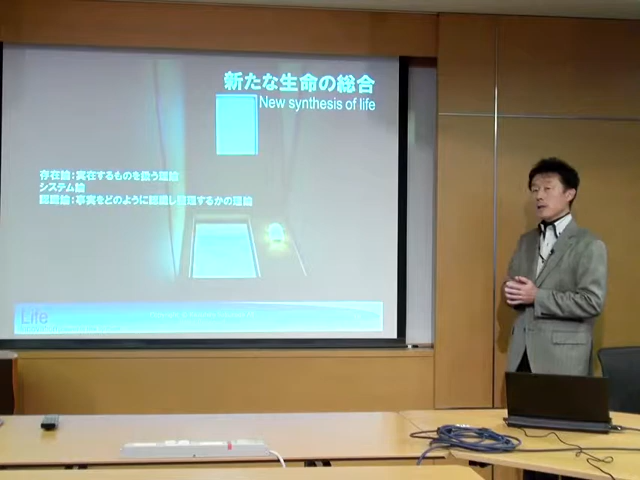 新たな生命の総合
New synthesis of life
存在論：実在するものを扱う理論
システム論
認識論：事実をどのように認識し整理するかの理論
Life